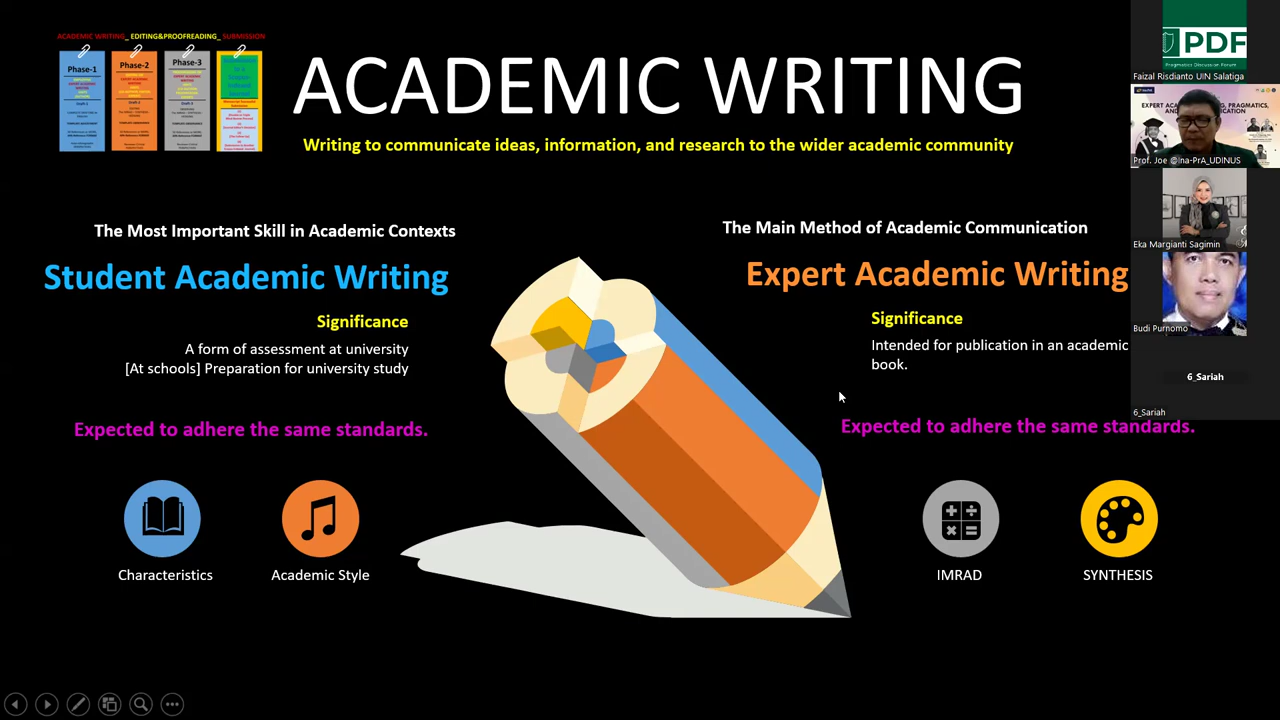 ACADEMIC WRITING_ EDITING&PROOFREADING_ SUBMISSION
Phase-1
Phase-2
Phase-3
ACADEMIC WRITING
Writing to communicate ideas, information, and research to the wider academic community
The Most Important Skill in Academic Contexts
Student Academic Writing
Significance
A form of assessment at university
[At schools] Preparation for university study
Expected to adhere the same standards.
Characteristics
Academic Style
The Main Method of Academic Communication
Expert Academic Writing
Significance
Intended for publication in an academic
book.
Expected to adhere the same standards.
IMRAD
SYNTHESIS
PDF
Pragmatics Discussion Forum
Faizal Risdianto UIN Salatiga
Prof. Joe @Ina-PrA_UDINUS
Eka Margianti Sagimin
Budi Purnomo
6_Sariah
6_Sariah